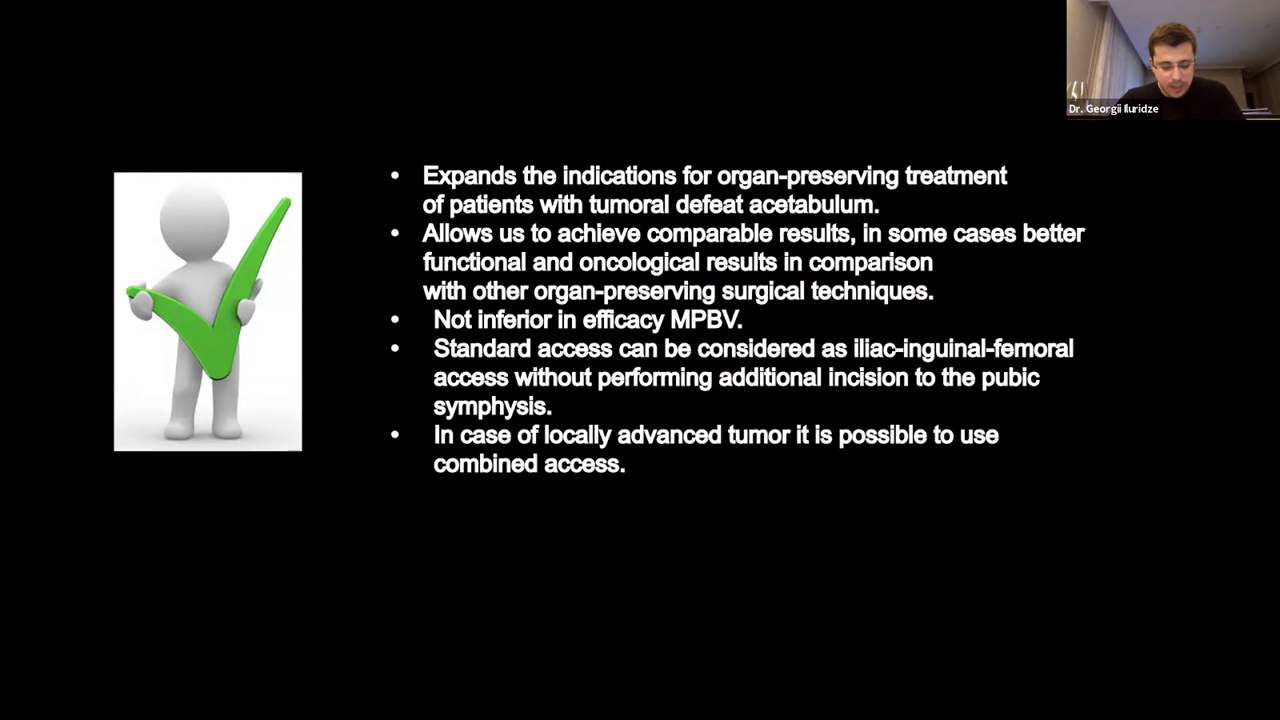 Dr. Georgii Iluridze
• Expands the indications for organ-preserving treatment
of patients with tumoral defeat acetabulum.
• Allows us to achieve comparable results, in some cases better
functional and oncological results in comparison
with other organ-preserving surgical techniques.
• Not inferior in efficacy MPBV.
• Standard access can be considered as iliac-inguinal-femoral
access without performing additional incision to the pubic
symphysis.
• In case of locally advanced tumor it is possible to use
combined access.